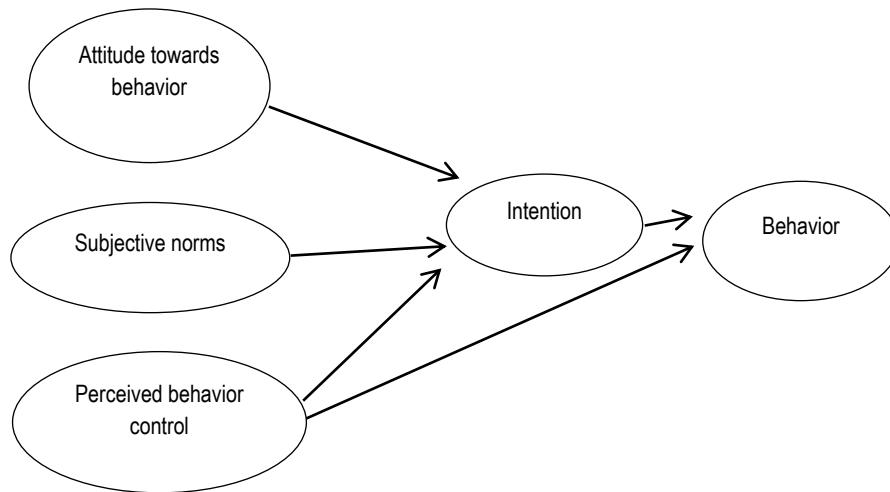 Attitude towards
behavior
Subjective norms
Perceived behavior
control
Intention
Behavior